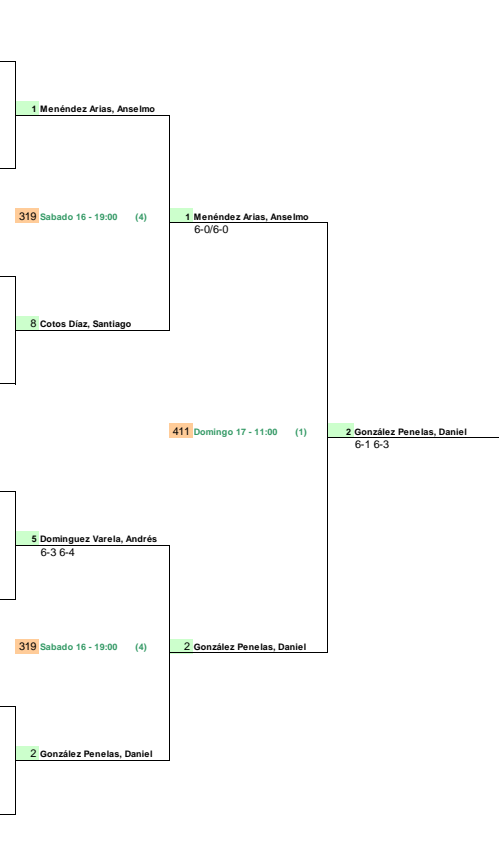 1 Menéndez Arias, Anselmo
319 Sabado 16 - 19:00 (4)
1 Menéndez Arias, Anselmo
6-0/6-0
8 Cotos Díaz, Santiago
411 Domingo 17 - 11:00 (1)
2 González Penelas, Daniel
6-1 6-3
5 Domínguez Varela, Andrés
6-3 6-4
319 Sabado 16 - 19:00 (4)
2 González Penelas, Daniel
2 González Penelas, Daniel